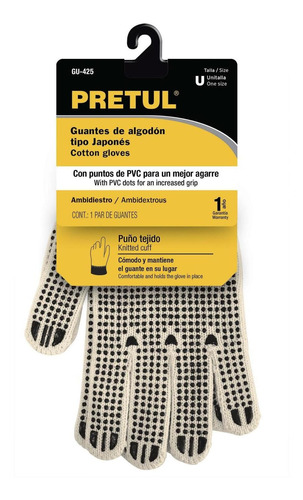 GU-425
Talla / Size
U Unitalla
One size
PRETUL®
Guantes de algodón
tipo Japonés
Cotton gloves
Con puntos de PVC para un mejor agarre
With PVC dots for an increased grip
Ambidiestro / Ambidextrous
CONT.: 1 PAR DE GUANTES
1 año
Garantía
Warranty
Puño tejido
Knitted cuff
Cómodo y mantiene
el guante en su lugar
Comfortable and holds the glove in place